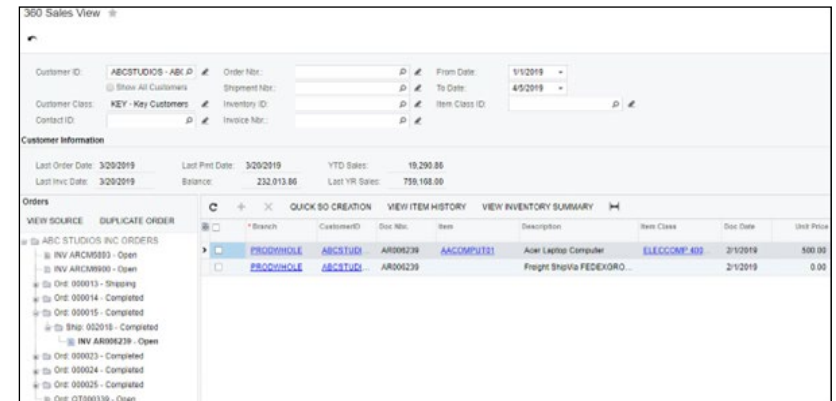 360 Sales View
Customer ID: ABCSTUDIOS - ABC Order Nbr.: From Date: 1/1/2019
Show All Customers Shipment Nbr.: To Date: 4/5/2019
Customer Class: KEY - Key Customers Inventory ID: Item Class ID:
Contact ID: Invoice Nbr.:
Customer Information
Last Order Date: 3/20/2019 Last Pmt Date: 3/20/2019 YTD Sales: 19,290.86
Last Invc Date: 3/20/2019 Balance: 232,013.86 Last YR Sales: 759,168.00
Orders
VIEW SOURCE DUPLICATE ORDER
ABC STUDIOS INC ORDERS
INV ARCM6893 - Open
INV ARCM6900 - Open
Ord: 000013 - Shipping
Ord: 000014 - Completed
Ord: 000015 - Completed
Ship: 002018 - Completed
INV AR006239 - Open
Ord: 000023 - Completed
Ord: 000024 - Completed
Ord: 000025 - Completed
Ord: QT000339 - Open
QUICK SO CREATION VIEW ITEM HISTORY VIEW INVENTORY SUMMARY
* Branch CustomerID Doc. Nbr. Item Description Item Class Doc. Date Unit Price
PRODWHOLE ABCSTUDI... AR006239 AACOMPUT01 Acer Laptop Computer ELECCOMP 400... 2/1/2019 500.00
PRODWHOLE ABCSTUDI... AR006239 Freight ShipVia FEDEXGRO... 2/1/2019 0.00